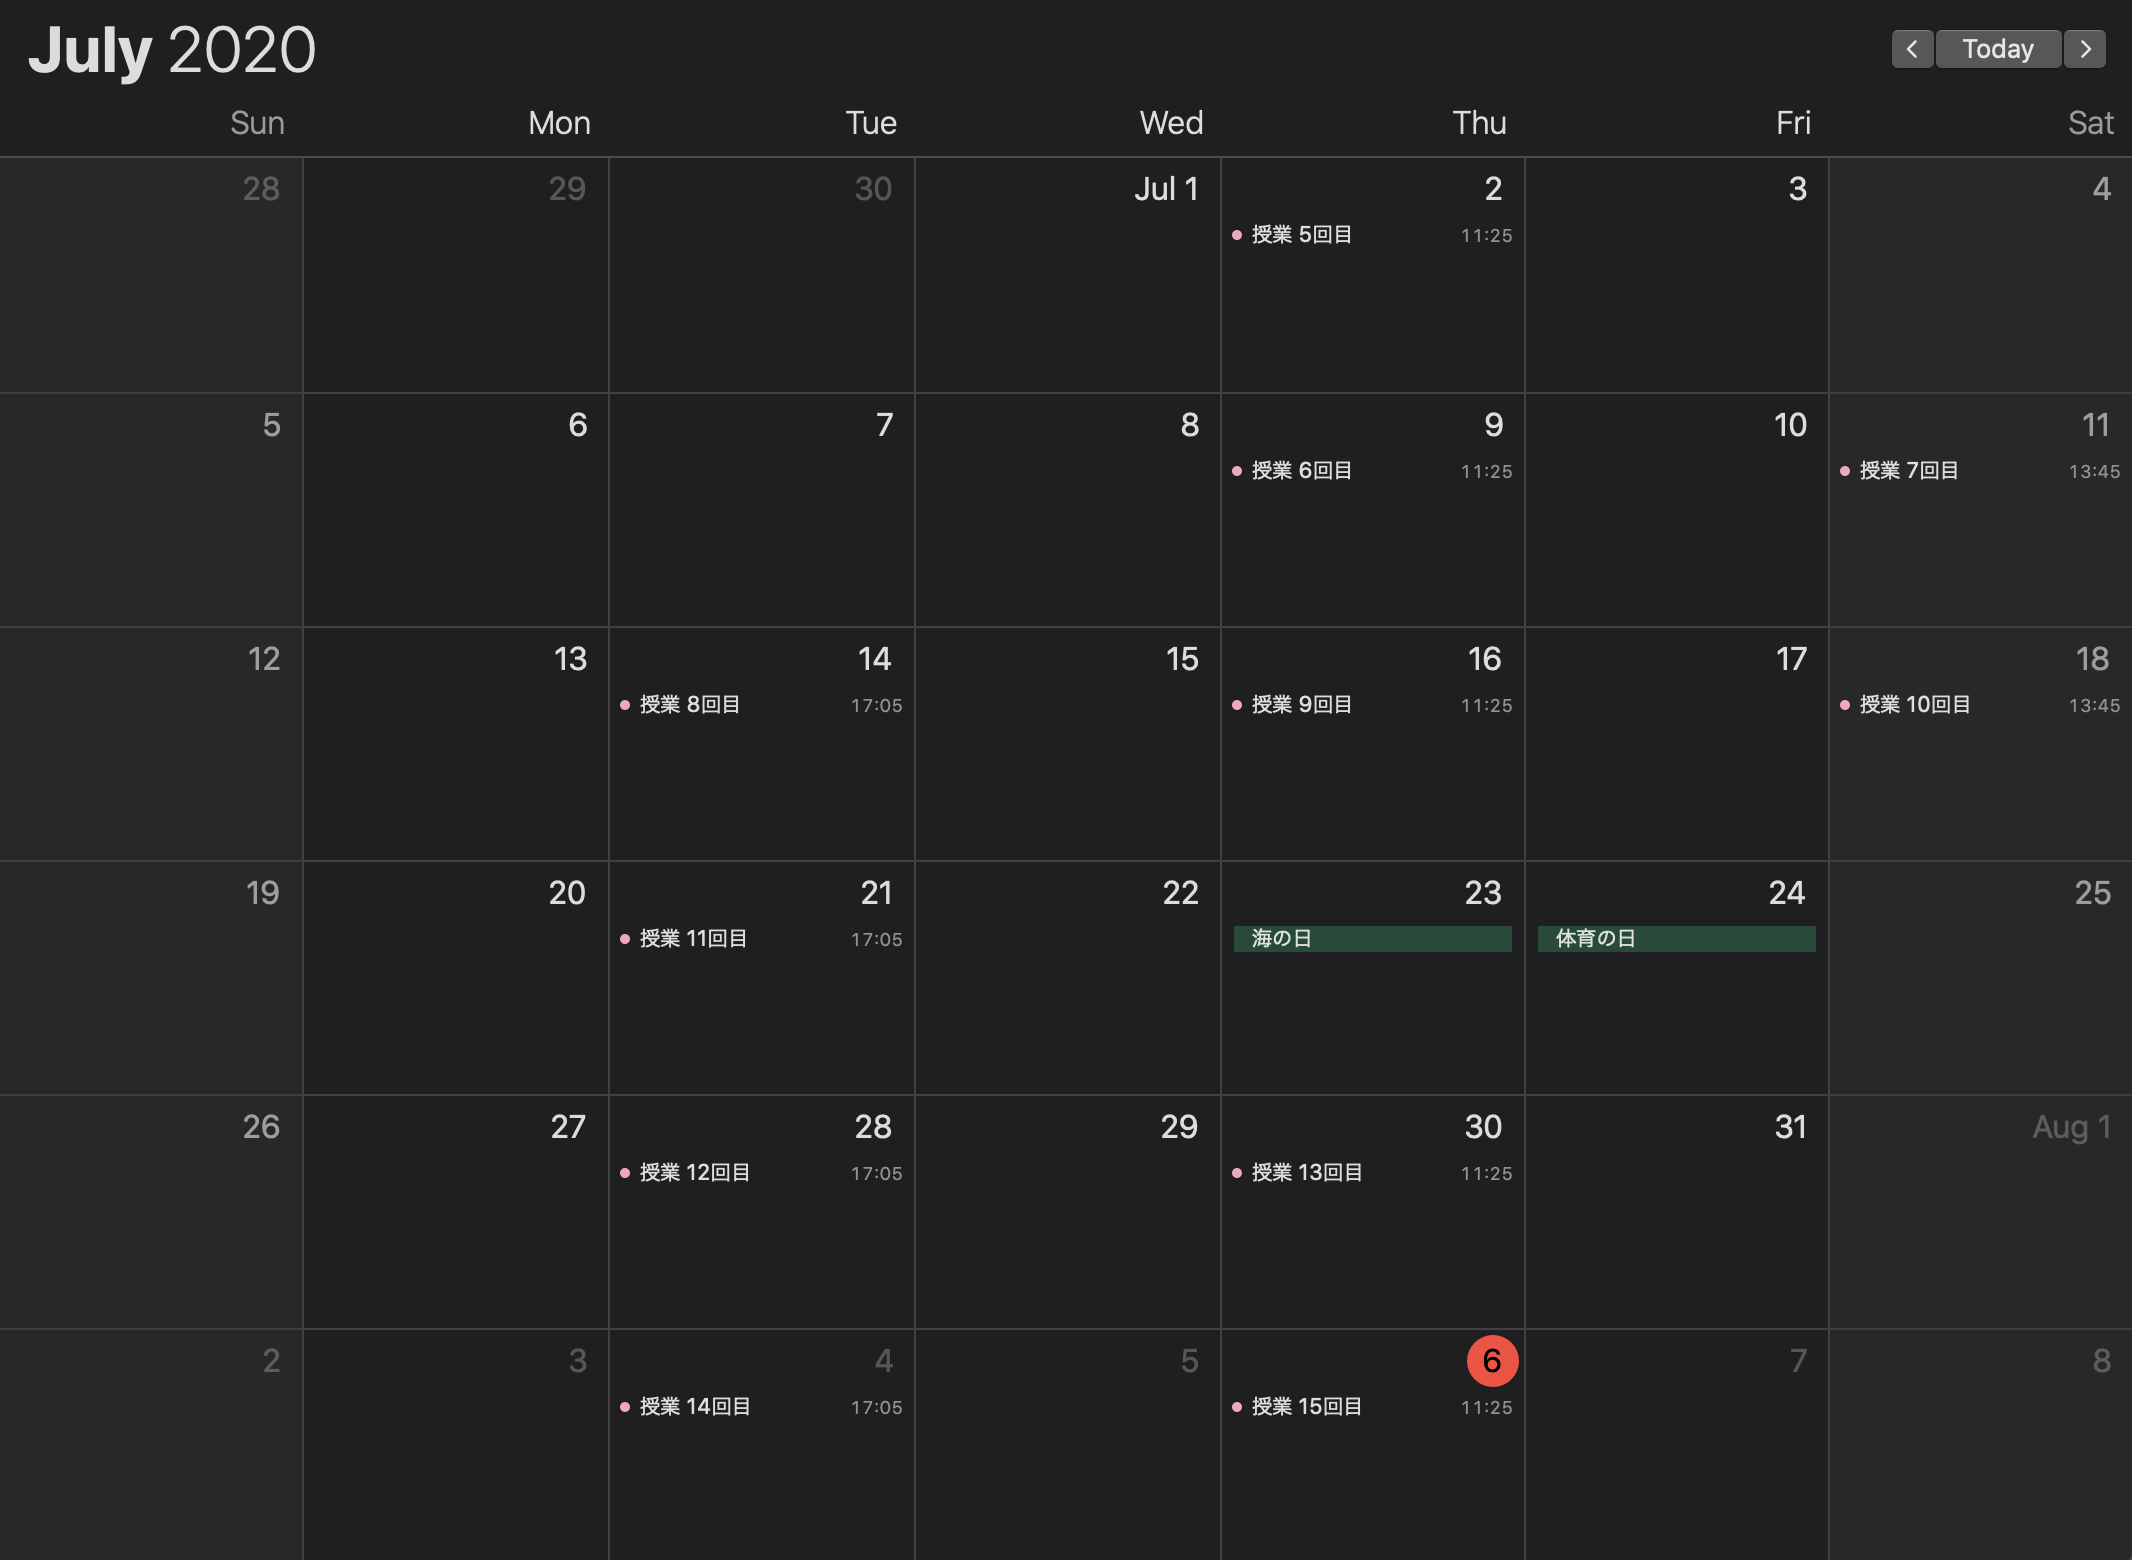 July 2020
< Today >
Sun Mon Tue Wed Thu Fri Sat
28 29 30 Jul 1 2 3 4
授業 5回目 11:25
5 6 7 8 9 10 11
授業 6回目 11:25 授業 7回目 13:45
12 13 14 15 16 17 18
授業 8回目 17:05 授業 9回目 11:25 授業 10回目 13:45
19 20 21 22 23 24 25
授業 11回目 17:05 海の日 体育の日
26 27 28 29 30 31 Aug 1
授業 12回目 17:05 授業 13回目 11:25
2 3 4 5 6 7 8
授業 14回目 17:05 授業 15回目 11:25